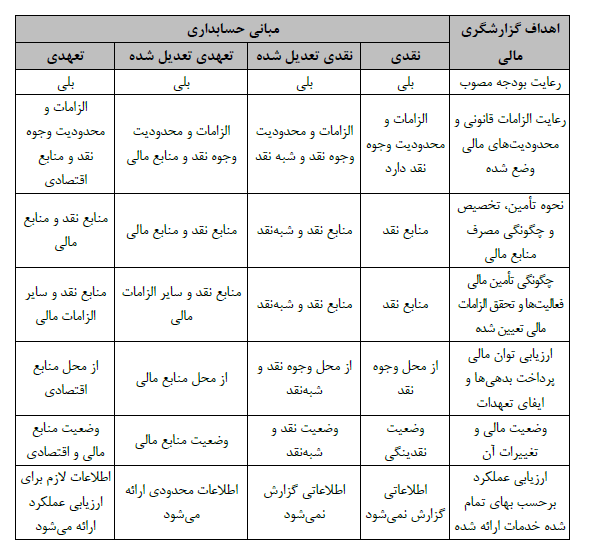 اهداف گزارشگری
مالی
مبانی حسابداری
نقدی
نقدی تعدیل شده
تعهدی تعدیل شده
تعهدی
رعایت بودجه مصوب
بلی
بلی
بلی
بلی
رعایت الزامات قانونی و
محدودیت‌های مالی
وضع شده
الزامات و
محدودیت وجوه
نقد دارد
الزامات و محدودیت
وجوه نقد و شبه نقد
الزامات و محدودیت
وجوه نقد و منابع مالی
الزامات و
محدودیت وجوه
نقد و منابع
اقتصادی
نحوه تأمین، تخصیص
و چگونگی مصرف
منابع مالی
منابع نقد
منابع نقد و شبه‌نقد
منابع نقد و منابع مالی
منابع نقد و منابع
مالی
چگونگی تأمین مالی
فعالیت‌ها و تحقق الزامات
مالی تعیین شده
منابع نقد
منابع نقد و شبه‌نقد
منابع نقد و سایر الزامات
مالی
منابع نقد و سایر
الزامات مالی
ارزیابی توان مالی
پرداخت بدهی‌ها و
ایفای تعهدات
از محل وجوه
نقد
از محل وجوه نقد و
شبه‌نقد
از محل منابع مالی
از محل منابع
اقتصادی
وضعیت مالی و
تغییرات آن
وضعیت
نقدینگی
وضعیت نقد و
شبه‌نقد
وضعیت منابع مالی
وضعیت منابع
مالی و اقتصادی
ارزیابی عملکرد
برحسب بهای تمام
شده خدمات ارائه شده
اطلاعاتی
گزارش نمی‌شود
اطلاعاتی گزارش
نمی‌شود
اطلاعات محدودی ارائه
می‌شود
اطلاعات لازم برای
ارزیابی عملکرد
ارائه می‌شود